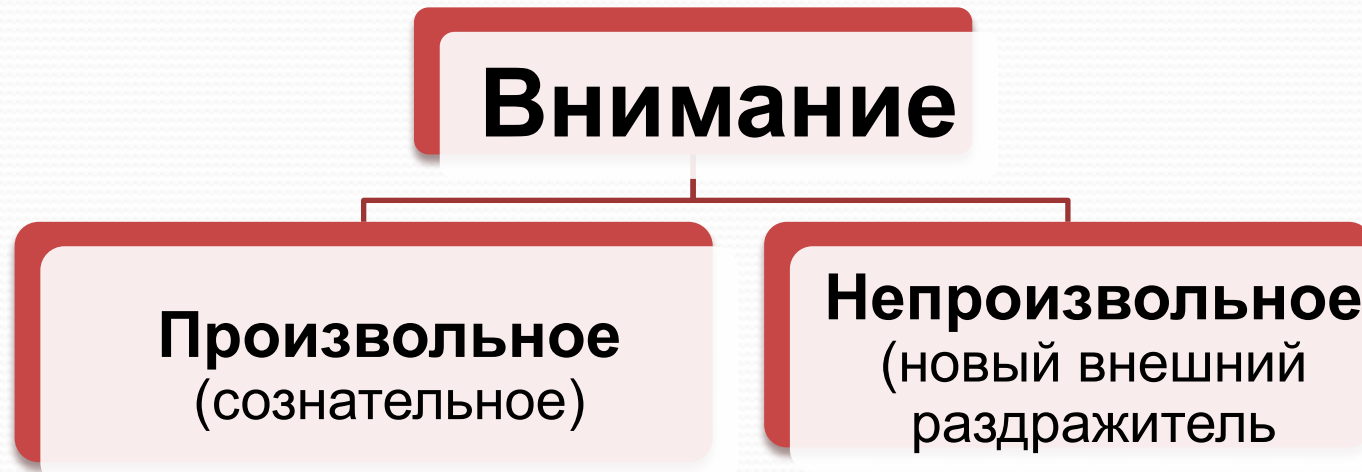 Внимание
Произвольное
(сознательное)
Непроизвольное
(новый внешний
раздражитель